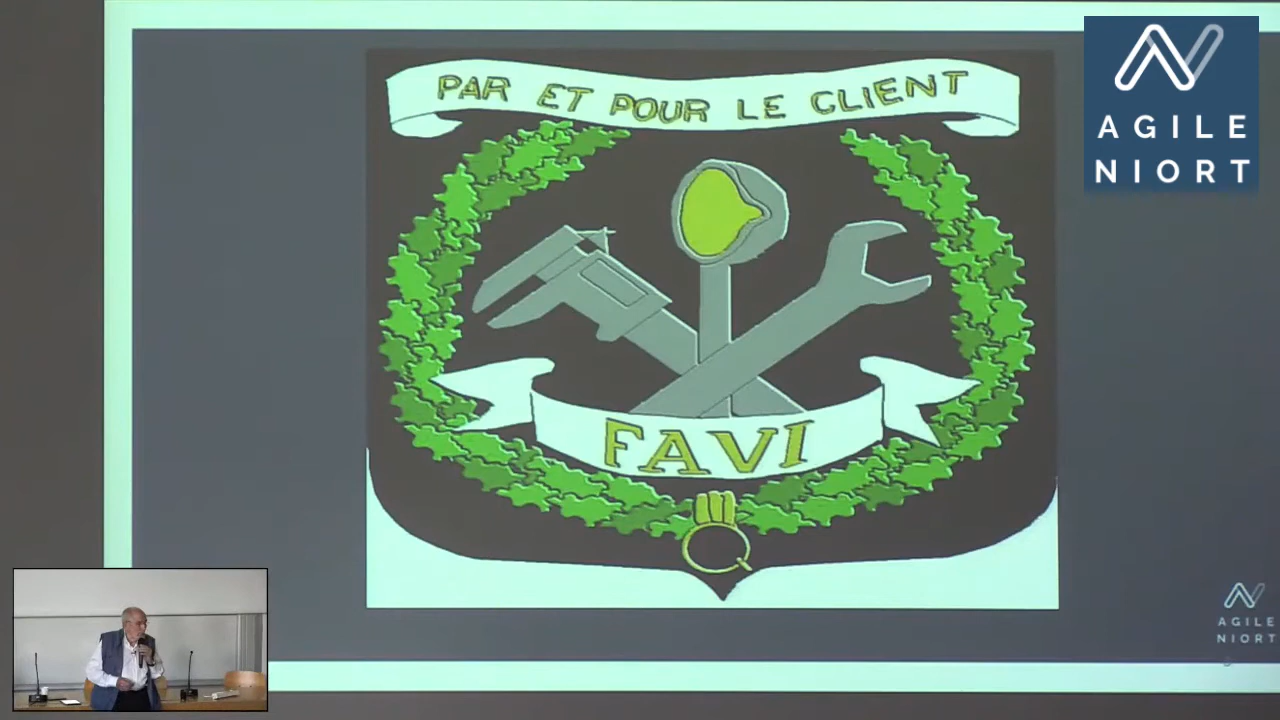 PAR ET POUR LE CLIENT
FAVI
Q
AGILE
NIORT
AGILE
NIORT